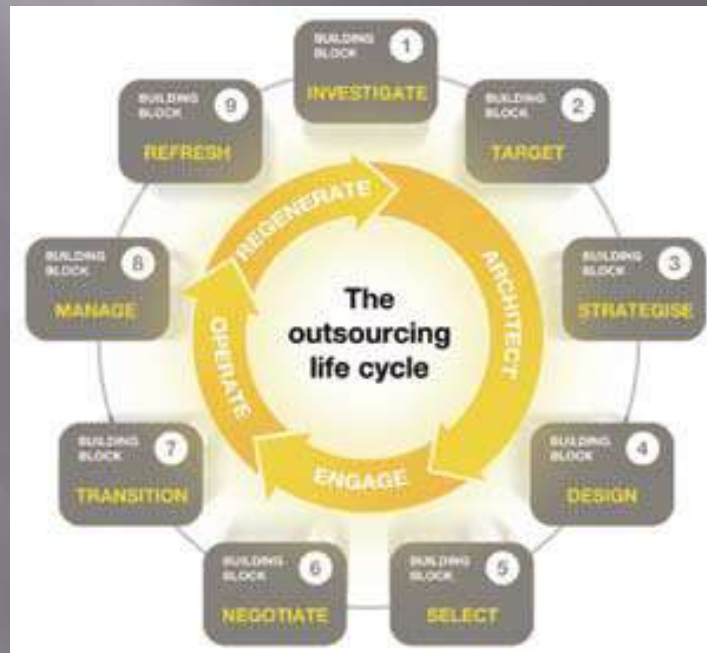 The
outsourcing
life cycle
ARCHITECT
ENGAGE
OPERATE
REGENERATE
BUILDING
BLOCK
1
INVESTIGATE
BUILDING
BLOCK
2
TARGET
BUILDING
BLOCK
3
STRATEGISE
BUILDING
BLOCK
4
DESIGN
BUILDING
BLOCK
5
SELECT
BUILDING
BLOCK
6
NEGOTIATE
BUILDING
BLOCK
7
TRANSITION
BUILDING
BLOCK
8
MANAGE
BUILDING
BLOCK
9
REFRESH